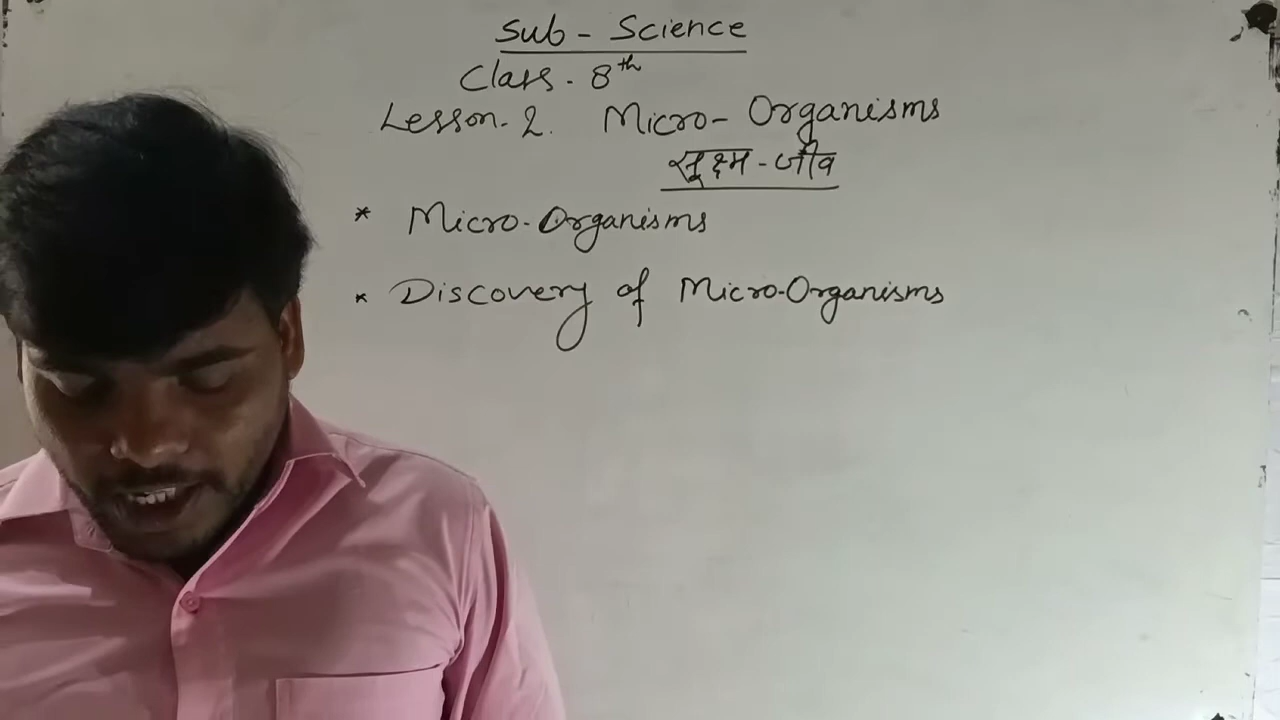 Sub - Science
Class - 8th
Lesson - 2. Micro - Organisms
सूक्ष्म - जीव
* Micro - Organisms
* Discovery of Micro - Organisms